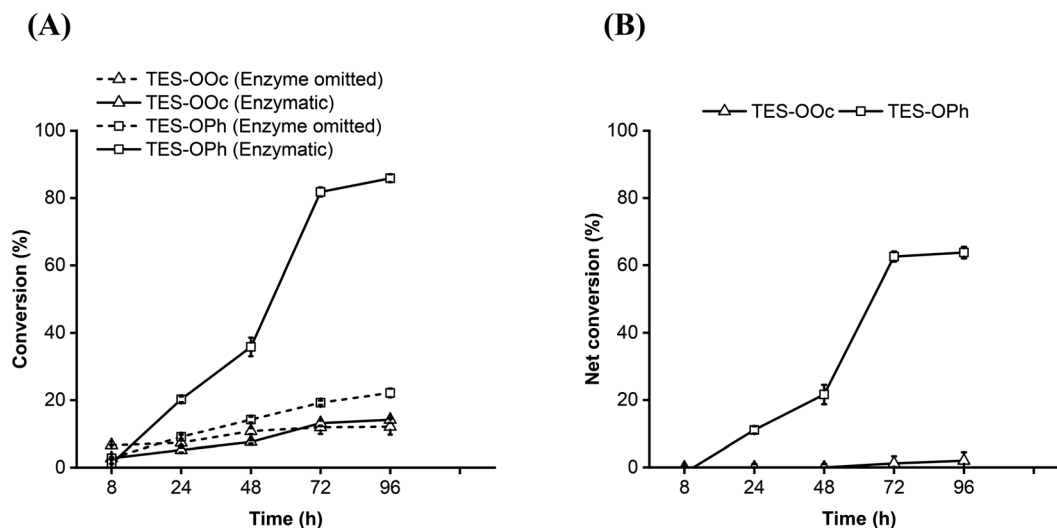 (A)
TES-OOc (Enzyme omitted)
TES-OOc (Enzymatic)
TES-OPh (Enzyme omitted)
TES-OPh (Enzymatic)
Conversion (%)
100
80
60
40
20
0
8 24 48 72 96
Time (h)
(B)
TES-OOc TES-OPh
Net conversion (%)
100
80
60
40
20
0
8 24 48 72 96
Time (h)